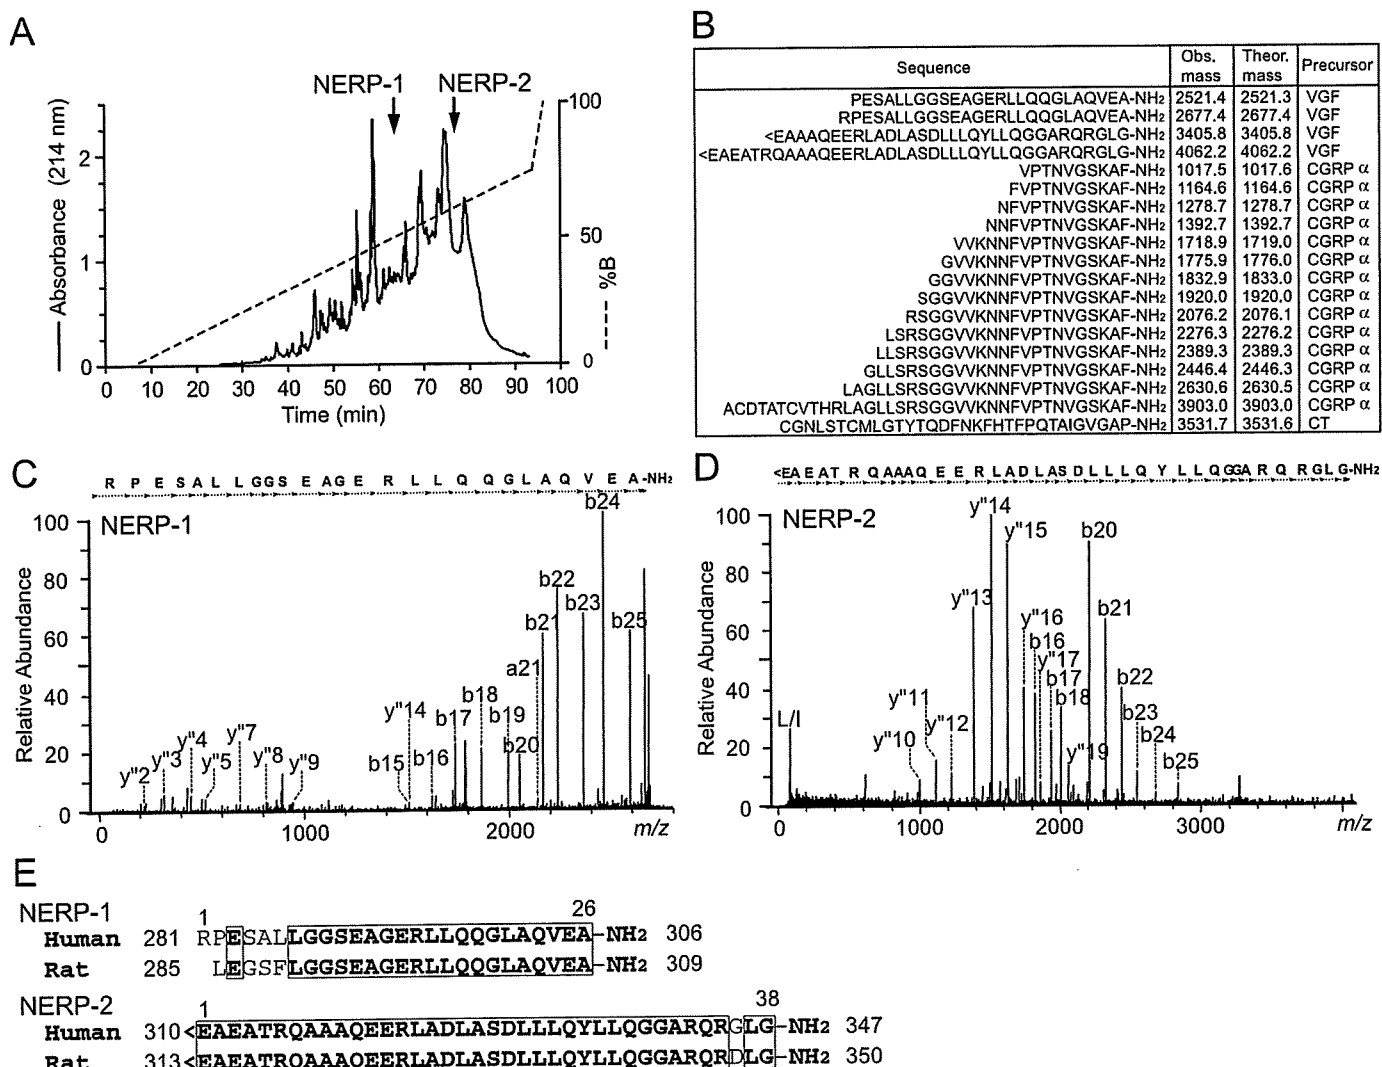 A
NERP-1 NERP-2
Absorbance (214 nm)
2
1
0
100
50
0
%B
0 10 20 30 40 50 60 70 80 90 100
Time (min)
B
Sequence Obs. mass Theor. mass Precursor
PESALLGGSEAGERLLQQGLAQVEA-NH2 2521.4 2521.3 VGF
RPESALLGGSEAGERLLQQGLAQVEA-NH2 2677.4 2677.4 VGF
<EAAAQEERLADLASDLLLQYLLQGGARQRGLG-NH2 3405.8 3405.8 VGF
<EAEATRQAAAQEERLADLASDLLLQYLLQGGARQRGLG-NH2 4062.2 4062.2 VGF
VPTNVGSKAF-NH2 1017.5 1017.6 CGRP α
FVPTNVGSKAF-NH2 1164.6 1164.6 CGRP α
NFVPTNVGSKAF-NH2 1278.7 1278.7 CGRP α
NNFVPTNVGSKAF-NH2 1392.7 1392.7 CGRP α
VVKNNFVPTNVGSKAF-NH2 1718.9 1719.0 CGRP α
GVVKNNFVPTNVGSKAF-NH2 1775.9 1776.0 CGRP α
GGVVKNNFVPTNVGSKAF-NH2 1832.9 1833.0 CGRP α
SGGVVKNNFVPTNVGSKAF-NH2 1920.0 1920.0 CGRP α
RSGGVVKNNFVPTNVGSKAF-NH2 2076.2 2076.1 CGRP α
LSRSGGVVKNNFVPTNVGSKAF-NH2 2276.3 2276.2 CGRP α
LLSRSGGVVKNNFVPTNVGSKAF-NH2 2389.3 2389.3 CGRP α
GLLSRSGGVVKNNFVPTNVGSKAF-NH2 2446.4 2446.3 CGRP α
LAGLLSRSGGVVKNNFVPTNVGSKAF-NH2 2630.6 2630.5 CGRP α
ACDTATCVTHRLAGLLSRSGGVVKNNFVPTNVGSKAF-NH2 3903.0 3903.0 CGRP α
CGNLSTCMLGTYTQDFNKFHTFPQTAIGVGAP-NH2 3531.7 3531.6 CT
C
R P E S A L L G G S E A G E R L L Q Q G L A Q V E A -NH2
NERP-1
Relative Abundance
100
80
60
40
20
0
y"2 y"3 y"4 y"5 y"7 y"8 y"9 y"14 b15 b16 b17 b18 b19 b20 a21 b21 b22 b23 b24 b25
0 1000 2000 m/z
D
<EA E A T R Q A A A Q E E R L A D L A S D L L L Q Y L L Q G G A R Q R G L G-NH2
NERP-2
Relative Abundance
100
80
60
40
20
0
L/I y"10 y"11 y"12 y"13 y"14 y"15 y"16 b16 y"17 b17 b18 y"19 b20 b21 b22 b23 b24 b25
0 1000 2000 3000 m/z
E
NERP-1 1 26
Human 281 RPESALLGGSEAGERLLQQGLAQVEA-NH2 306
Rat 285 LEGSFLGGSEAGERLLQQGLAQVEA-NH2 309
NERP-2 1 38
Human 310 <EAEATRQAAAQEERLADLASDLLLQYLLQGGARQRGLG-NH2 347
Rat 313 <EAEATRQAAAQEERLADLASDLLLQYLLQGGARQRDLG-NH2 350